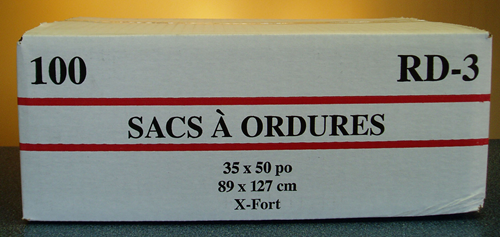 100 RD-3
SACS À ORDURES
35 x 50 po
89 x 127 cm
X-Fort